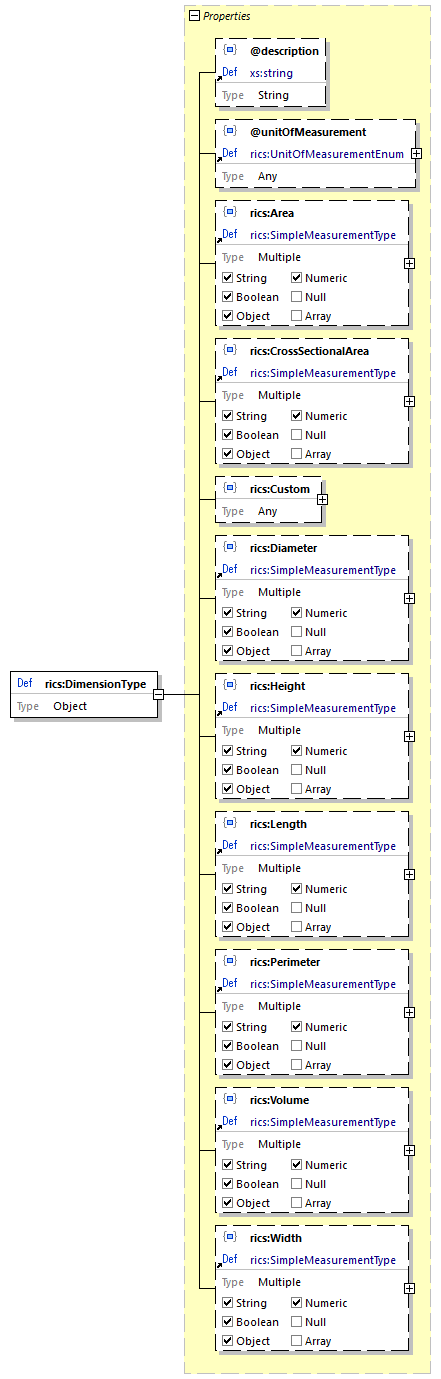 Properties
@description
Def xs:string
Type String
@unitOfMeasurement
Def rics:UnitOfMeasurementEnum
Type Any
rics:Area
Def rics:SimpleMeasurementType
Type Multiple
String Numeric
Boolean Null
Object Array
rics:CrossSectionalArea
Def rics:SimpleMeasurementType
Type Multiple
String Numeric
Boolean Null
Object Array
rics:Custom
Type Any
rics:Diameter
Def rics:SimpleMeasurementType
Type Multiple
String Numeric
Boolean Null
Object Array
Def rics:DimensionType
Type Object
rics:Height
Def rics:SimpleMeasurementType
Type Multiple
String Numeric
Boolean Null
Object Array
rics:Length
Def rics:SimpleMeasurementType
Type Multiple
String Numeric
Boolean Null
Object Array
rics:Perimeter
Def rics:SimpleMeasurementType
Type Multiple
String Numeric
Boolean Null
Object Array
rics:Volume
Def rics:SimpleMeasurementType
Type Multiple
String Numeric
Boolean Null
Object Array
rics:Width
Def rics:SimpleMeasurementType
Type Multiple
String Numeric
Boolean Null
Object Array